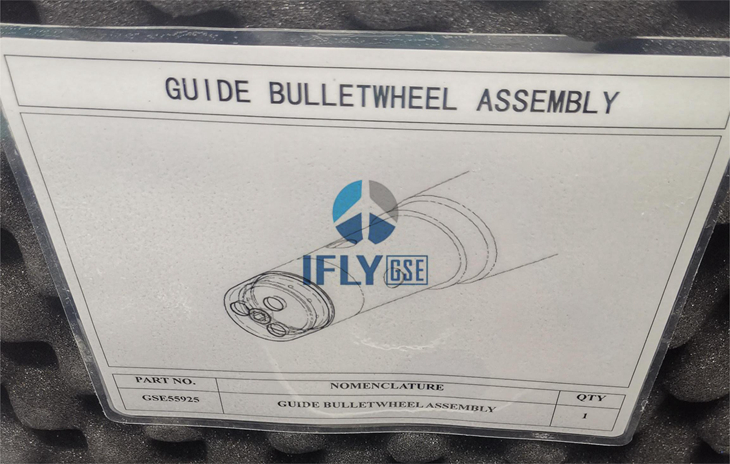 GUIDE BULLETWHEEL ASSEMBLY
IFLY GSE
PART NO. NOMENCLATURE QTY
GSE55925 GUIDE BULLETWHEEL ASSEMBLY 1